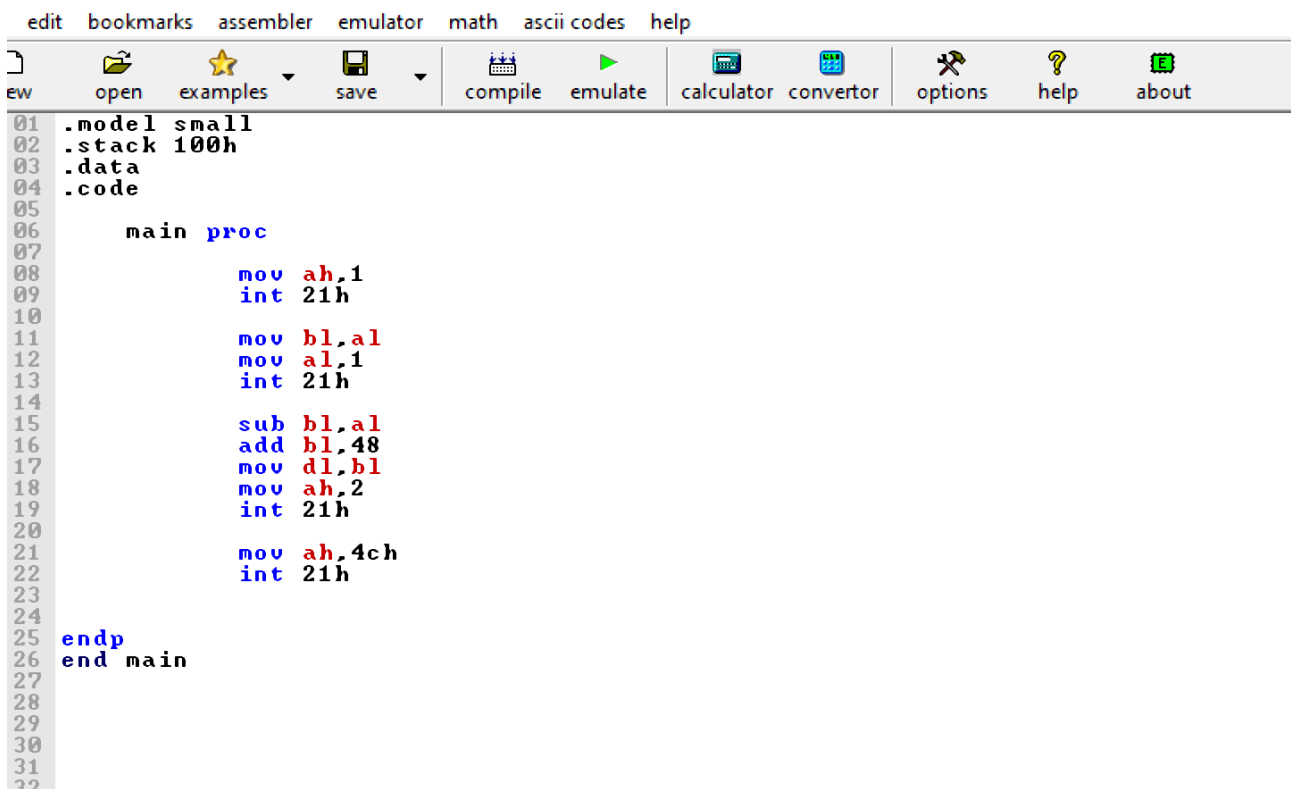 edit bookmarks assembler emulator math ascii codes help
ew open examples save compile emulate calculator convertor options help about
01 .model small
02 .stack 100h
03 .data
04 .code
05
06 main proc
07
08 mov ah,1
09 int 21h
10
11 mov bl,al
12 mov al,1
13 int 21h
14
15 sub bl,al
16 add bl,48
17 mov dl,bl
18 mov ah,2
19 int 21h
20
21 mov ah,4ch
22 int 21h
23
24
25 endp
26 end main
27
28
29
30
31
32